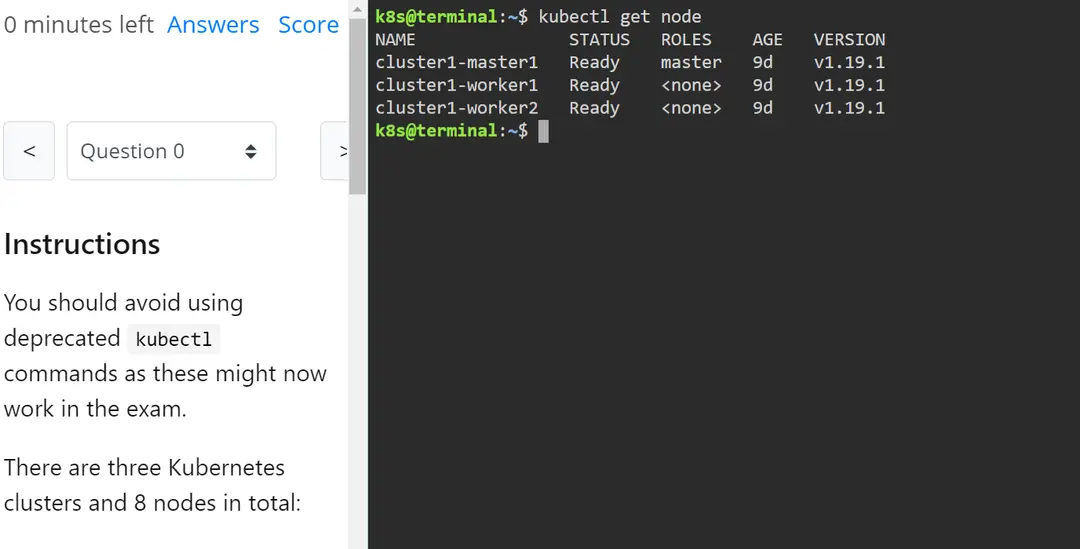 0 minutes left Answers Score
< Question 0 >
Instructions
You should avoid using
deprecated kubectl
commands as these might now
work in the exam.
There are three Kubernetes
clusters and 8 nodes in total:
k8s@terminal:~$ kubectl get node
NAME STATUS ROLES AGE VERSION
cluster1-master1 Ready master 9d v1.19.1
cluster1-worker1 Ready <none> 9d v1.19.1
cluster1-worker2 Ready <none> 9d v1.19.1
k8s@terminal:~$